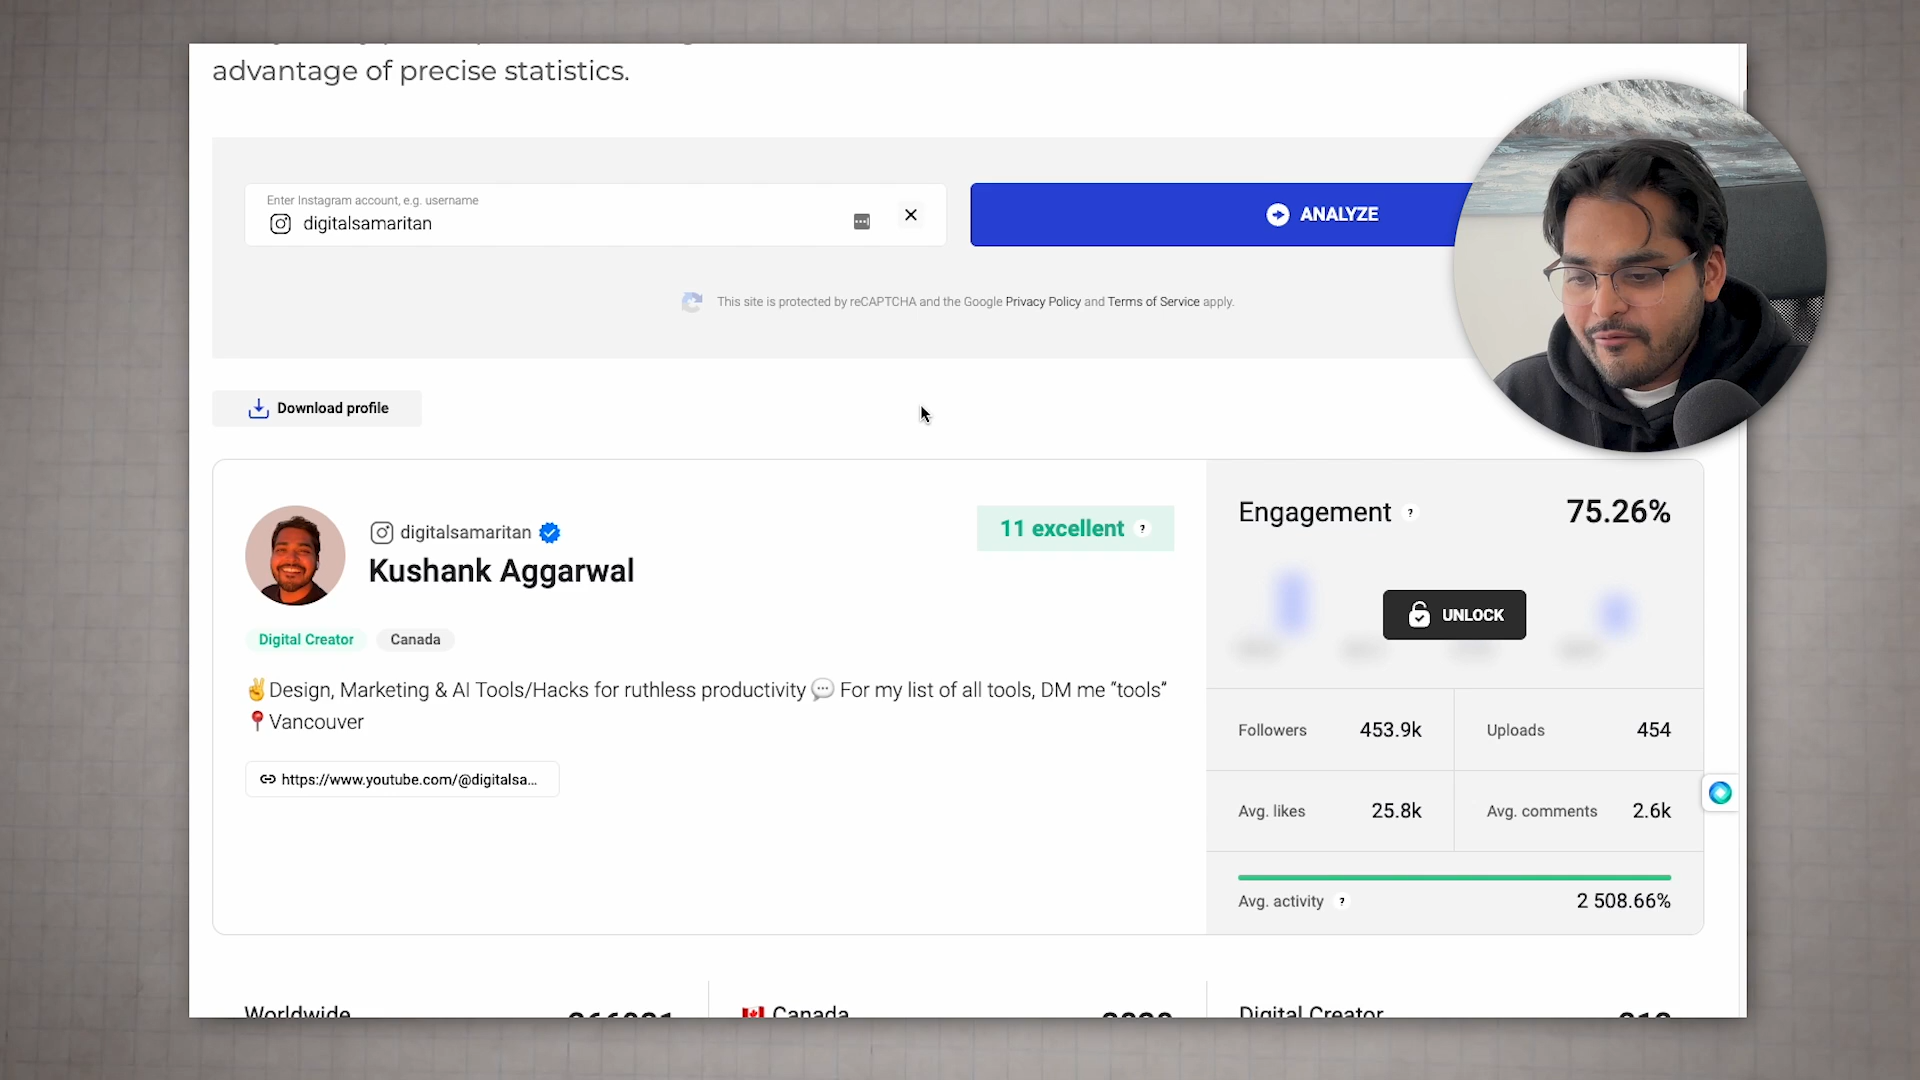 advantage of precise statistics.
Enter Instagram account, e.g. username
digitalsamaritan
ANALYZE
This site is protected by reCAPTCHA and the Google Privacy Policy and Terms of Service apply.
Download profile
digitalsamaritan
Kushank Aggarwal
11 excellent ?
Digital Creator
Canada
✌Design, Marketing & AI Tools/Hacks for ruthless productivity 💬 For my list of all tools, DM me “tools”
📍Vancouver
https://www.youtube.com/@digitalsa...
Engagement ? 75.26%
UNLOCK
Followers 453.9k
Uploads 454
Avg. likes 25.8k
Avg. comments 2.6k
Avg. activity ? 2 508.66%
Worldwide
Canada
Digital Creator